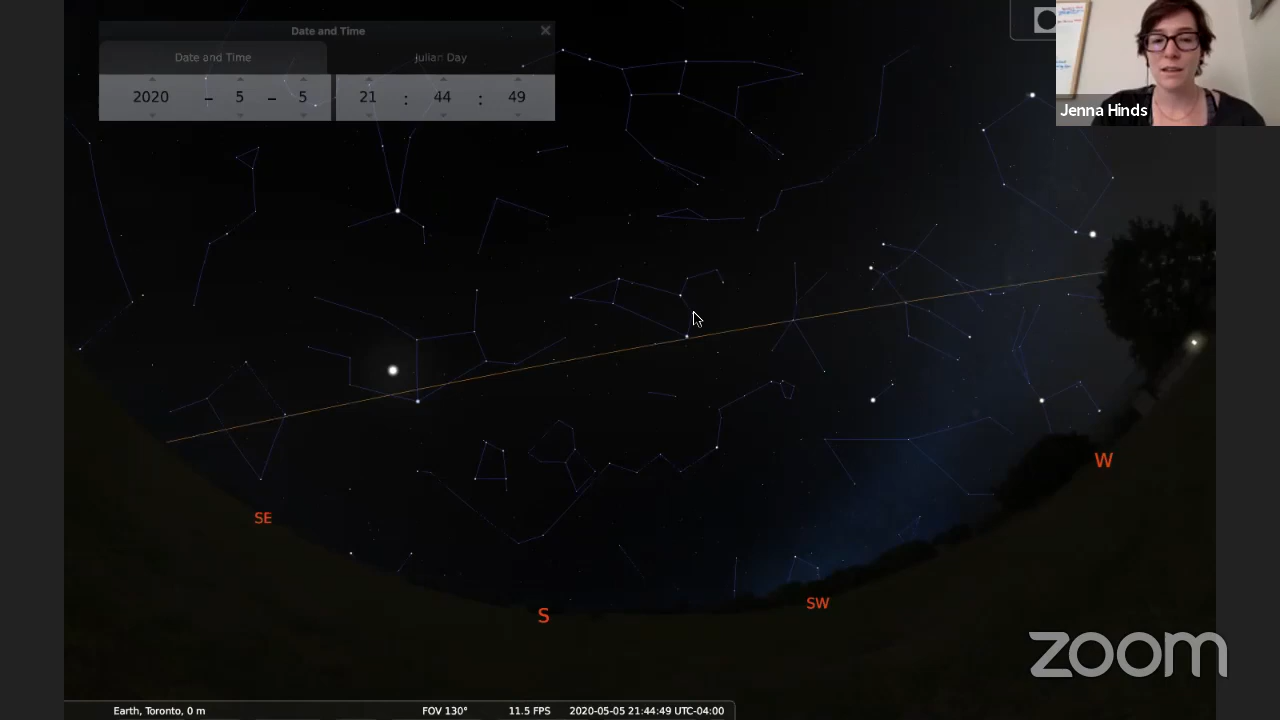 Date and Time
Date and Time
Julian Day
2020 – 5 – 5
21 : 44 : 49
Jenna Hinds
SE
S
SW
W
zoom
Earth, Toronto, 0 m
FOV 130°
11.5 FPS
2020-05-05 21:44:49 UTC-04:00